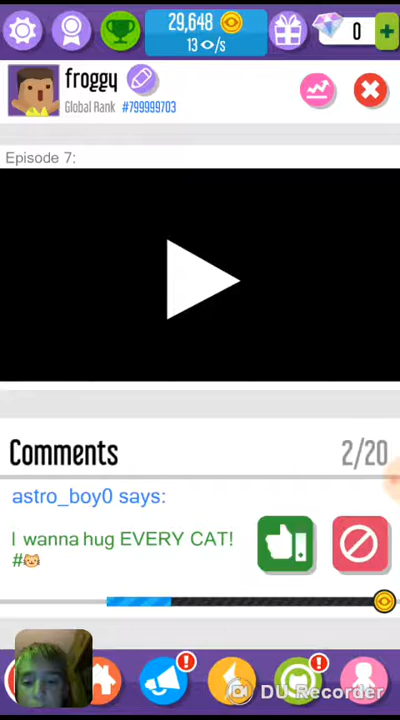 29,648
13 /s
0
froggy
Global Rank #799999703
Episode 7:
Comments 2/20
astro_boy0 says:
I wanna hug EVERY CAT!
#🐱
DU Recorder